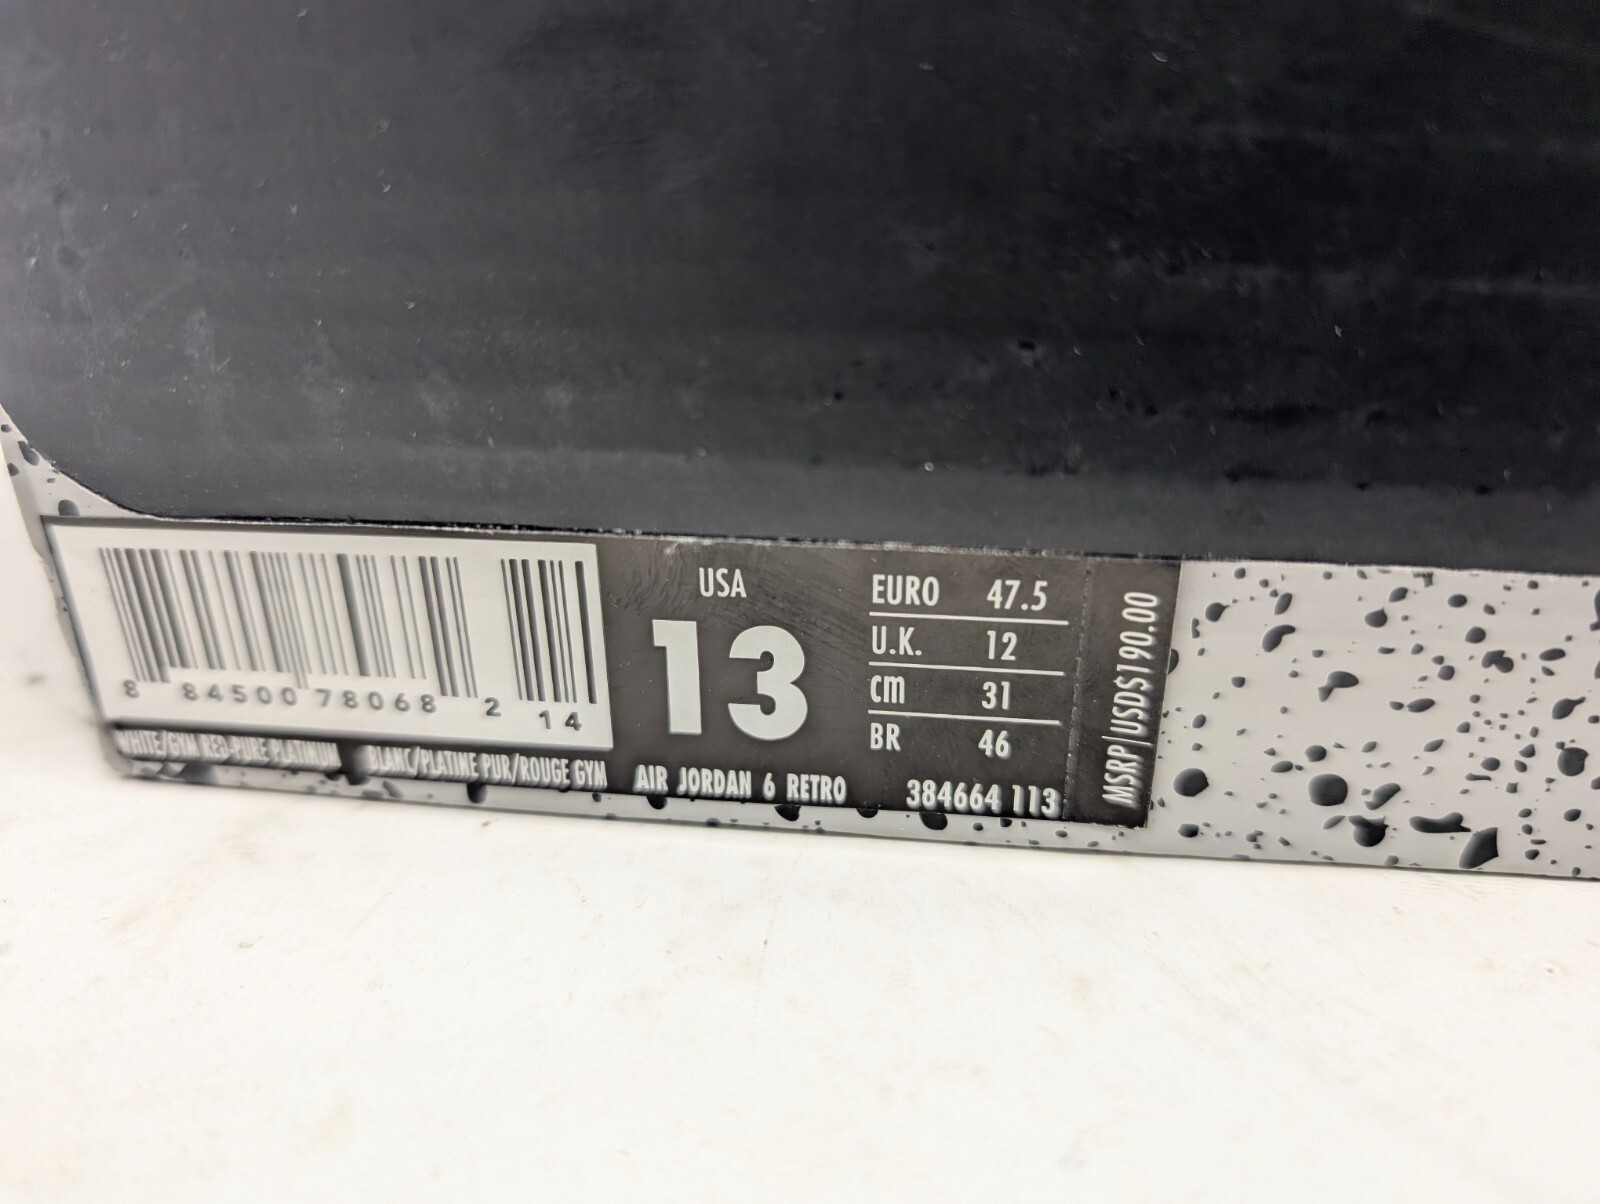 8 84500 78068 2 14
WHITE/GYM RED-PURE PLATINUM BLANC/PLATINE PUR/ROUGE GYM
USA
13
EURO 47.5
U.K. 12
cm 31
BR 46
AIR JORDAN 6 RETRO 384664 113
MSRP|USD$190.00